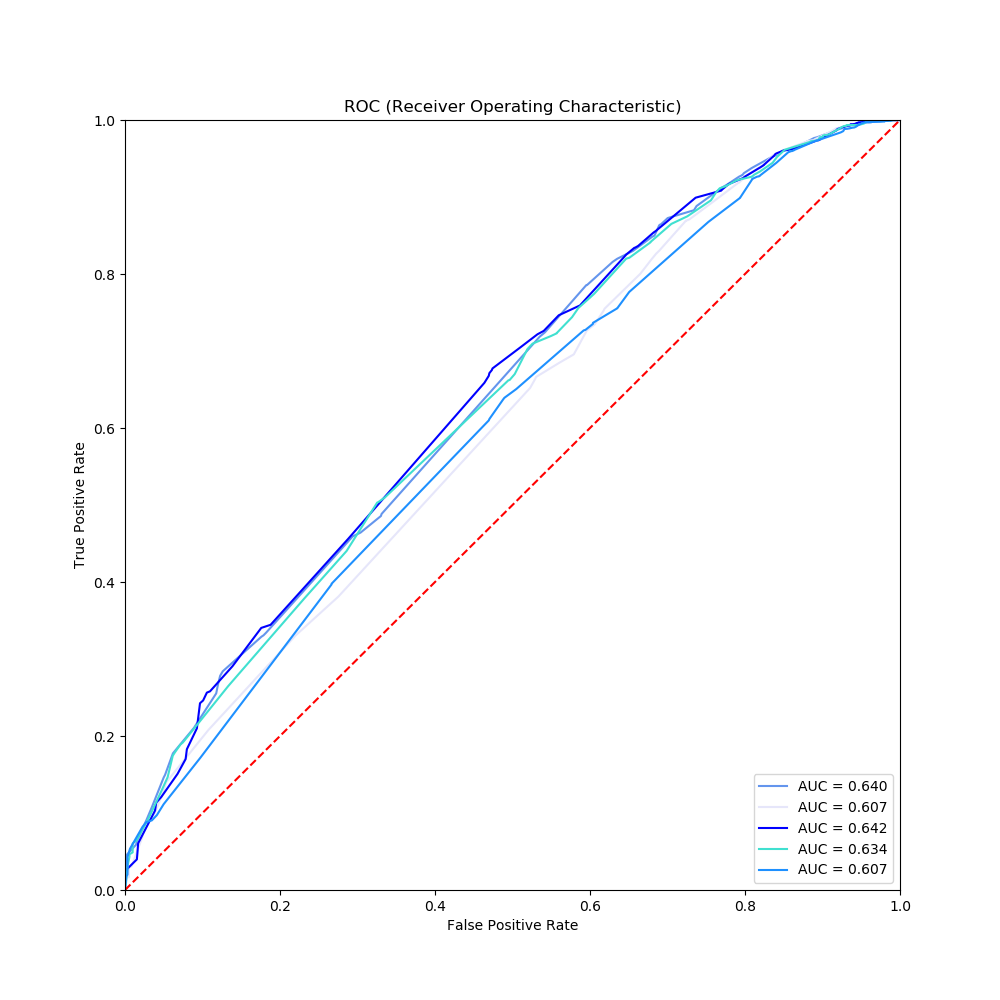 ROC (Receiver Operating Characteristic)
True Positive Rate
1.0
0.8
0.6
0.4
0.2
0.0
0.0 0.2 0.4 0.6 0.8 1.0
False Positive Rate
AUC = 0.640
AUC = 0.607
AUC = 0.642
AUC = 0.634
AUC = 0.607